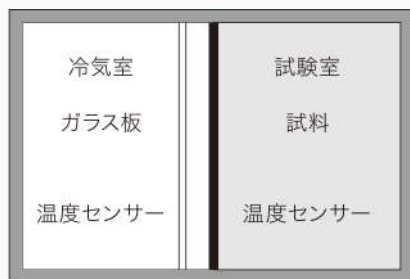 冷気室
ガラス板
温度センサー
試験室
試料
温度センサー